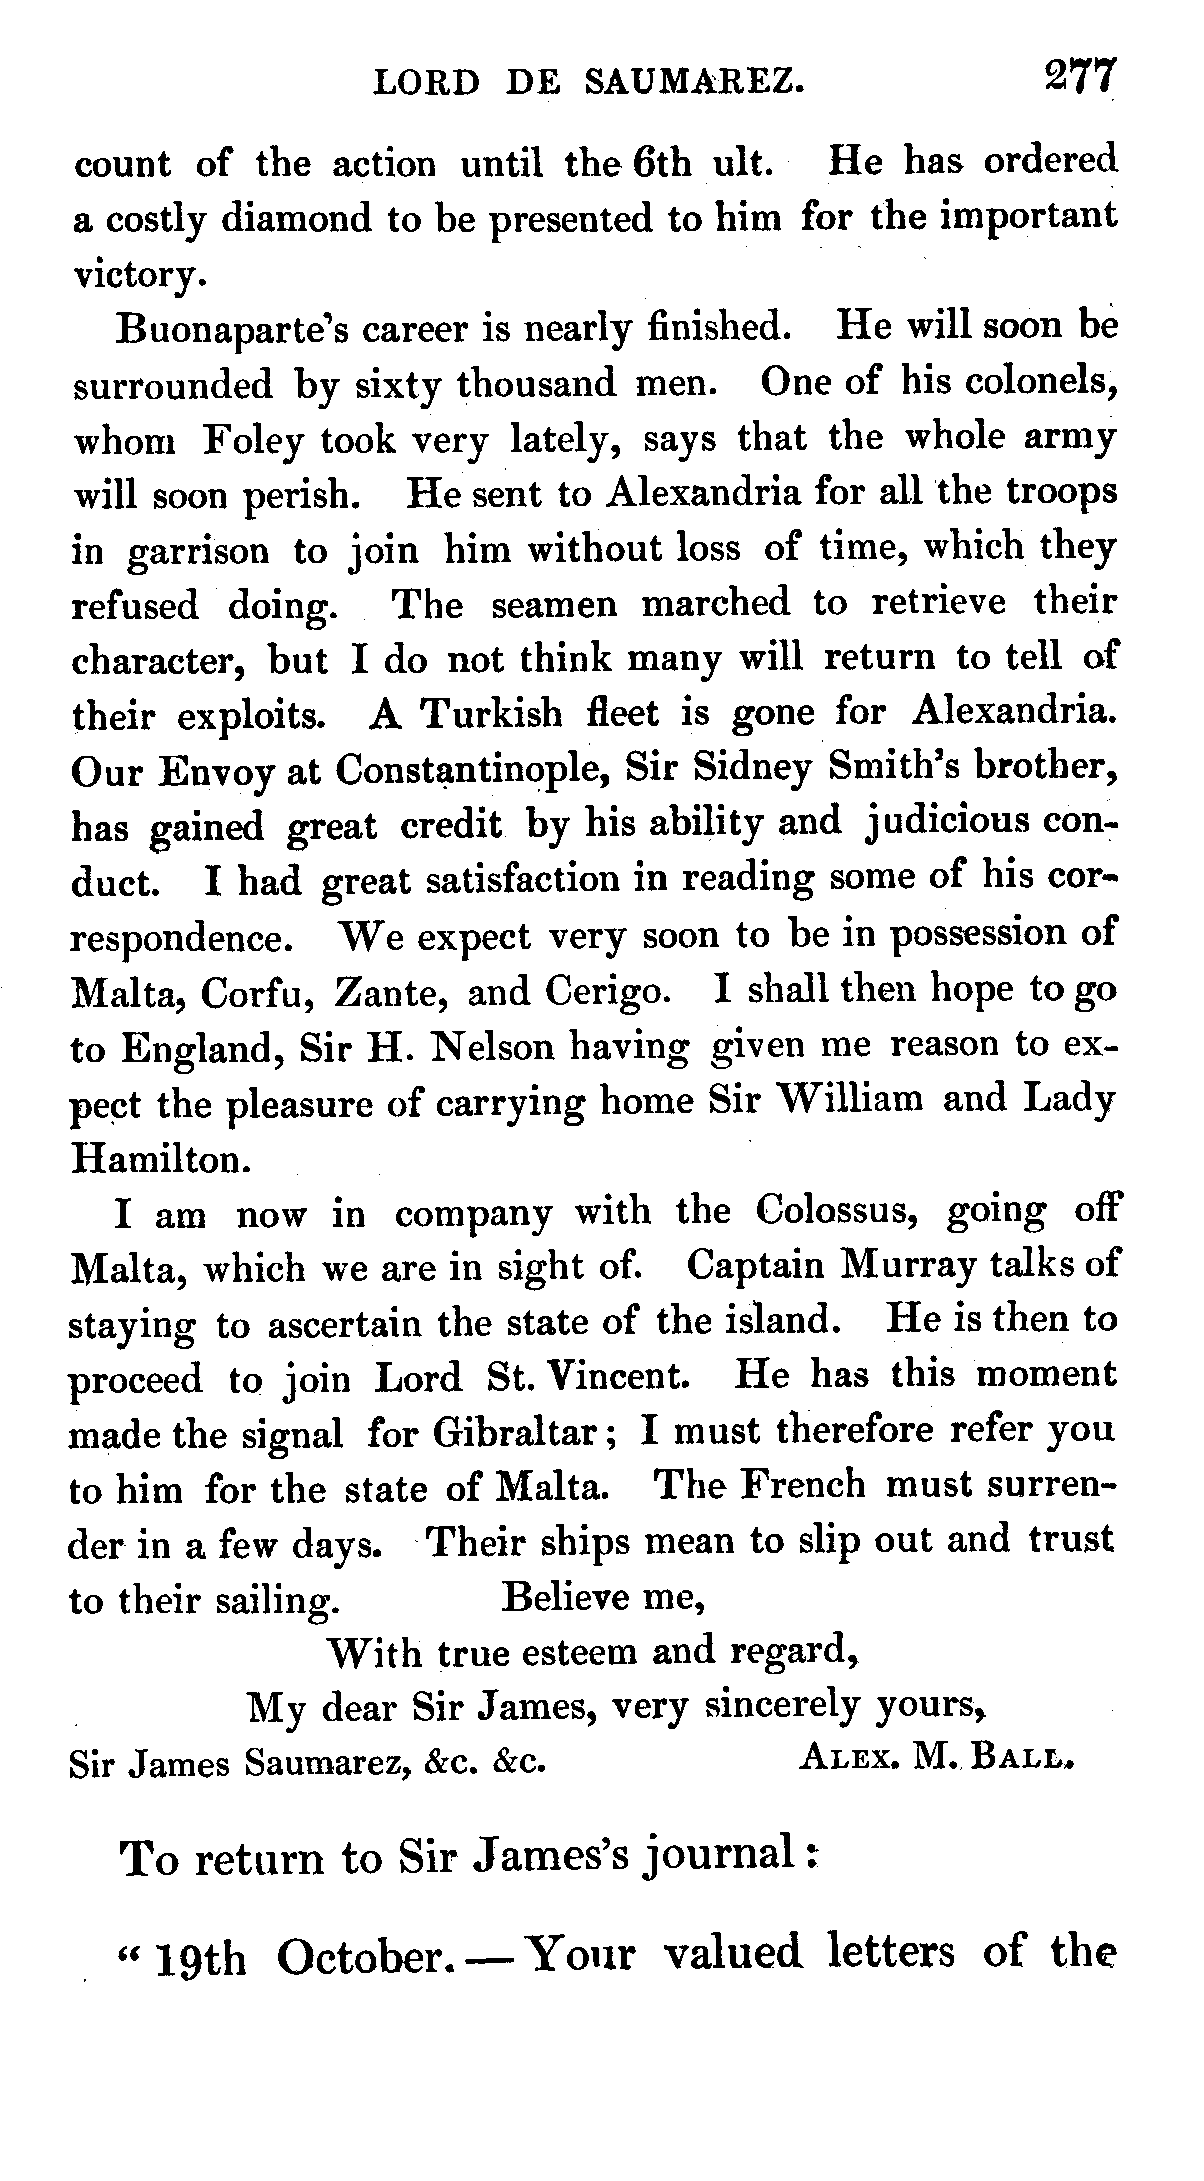 LORD DE SAUMAREZ. 277
count of the action until the 6th ult. He has ordered
a costly diamond to be presented to him for the important
victory.
Buonaparte's career is nearly finished. He will soon be
surrounded by sixty thousand men. One of his colonels,
whom Foley took very lately, says that the whole army
will soon perish. He sent to Alexandria for all the troops
in garrison to join him without loss of time, which they
refused doing. The seamen marched to retrieve their
character, but I do not think many will return to tell of
their exploits. A Turkish fleet is gone for Alexandria.
Our Envoy at Constantinople, Sir Sidney Smith's brother,
has gained great credit by his ability and judicious con-
duct. I had great satisfaction in reading some of his cor-
respondence. We expect very soon to be in possession of
Malta, Corfu, Zante, and Cerigo. I shall then hope to go
to England, Sir H. Nelson having given me reason to ex-
pect the pleasure of carrying home Sir William and Lady
Hamilton.
I am now in company with the Colossus, going off
Malta, which we are in sight of. Captain Murray talks of
staying to ascertain the state of the island. He is then to
proceed to join Lord St. Vincent. He has this moment
made the signal for Gibraltar; I must therefore refer you
to him for the state of Malta. The French must surren-
der in a few days. Their ships mean to slip out and trust
to their sailing. Believe me,
With true esteem and regard,
My dear Sir James, very sincerely yours,
Sir James Saumarez, &c. &c. ALEX. M. BALL.
To return to Sir James's journal:
"19th October.—Your valued letters of the